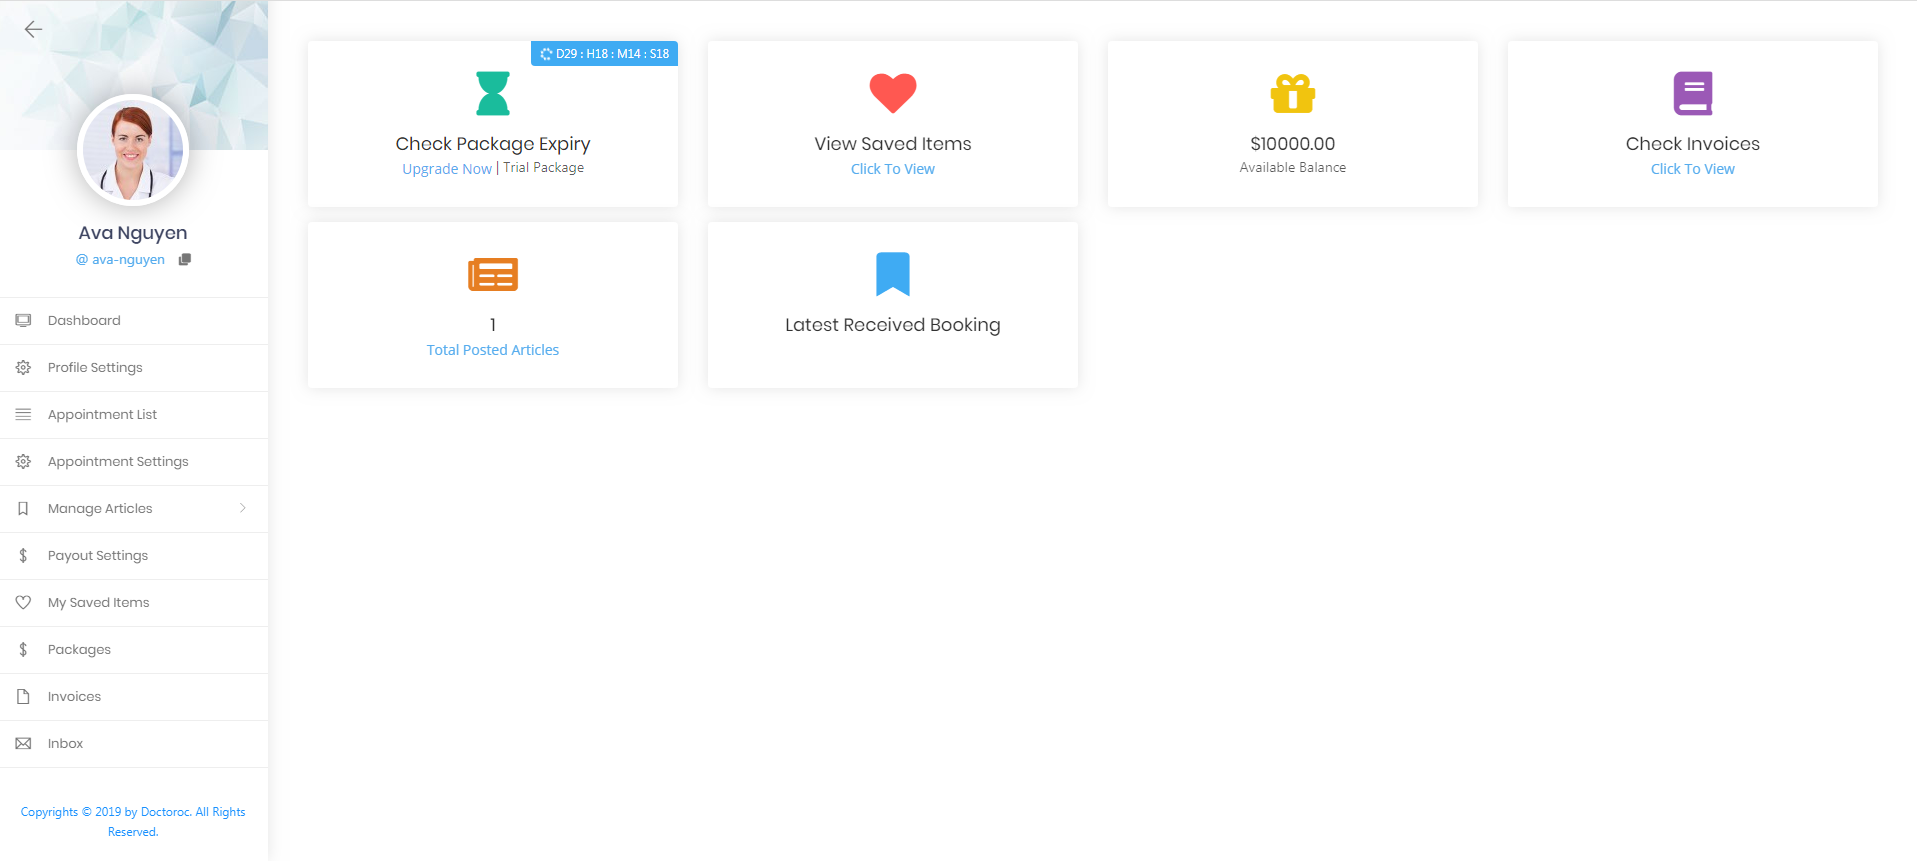 Ava Nguyen
@ ava-nguyen
Dashboard
Profile Settings
Appointment List
Appointment Settings
Manage Articles
Payout Settings
My Saved Items
Packages
Invoices
Inbox
Copyrights © 2019 by Doctoroc. All Rights
Reserved.
D29 : H18 : M14 : S18
Check Package Expiry
Upgrade Now | Trial Package
View Saved Items
Click To View
$10000.00
Available Balance
Check Invoices
Click To View
1
Total Posted Articles
Latest Received Booking